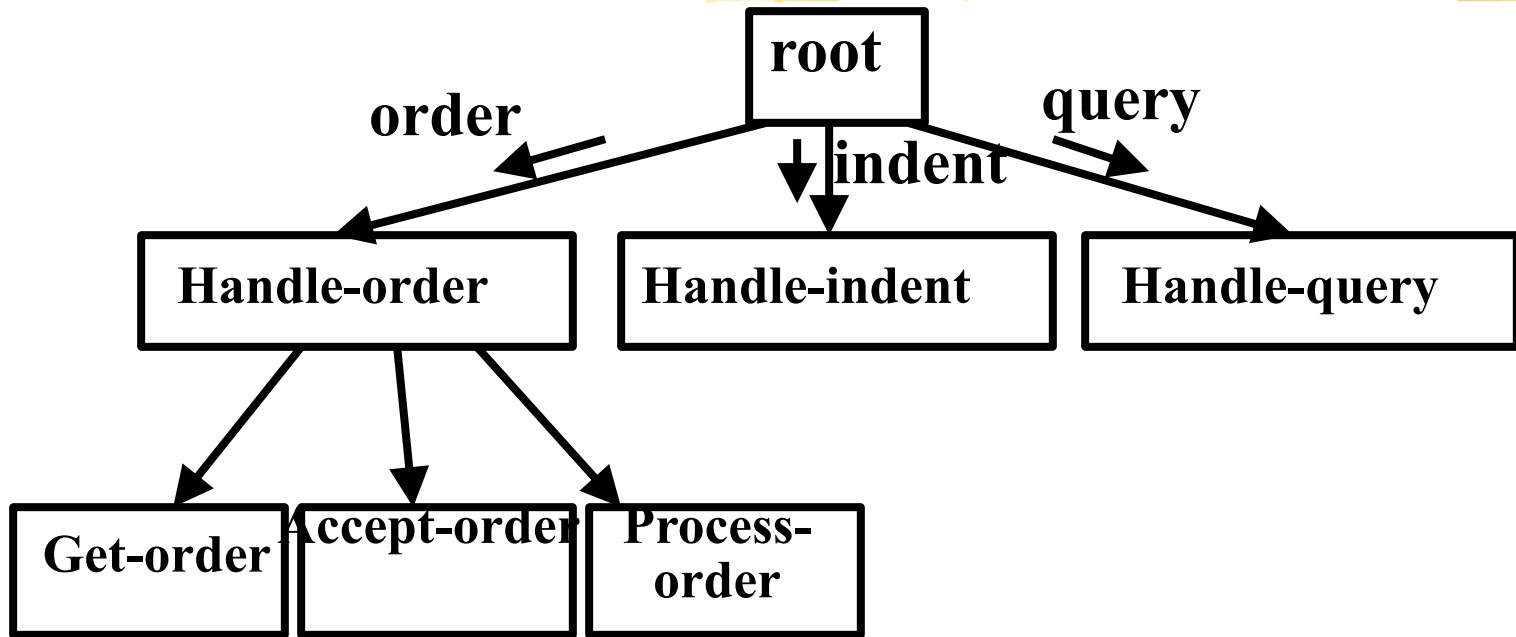 root
order
query
indent
Handle-order
Handle-indent
Handle-query
Get-order
Accept-order
Process-
order